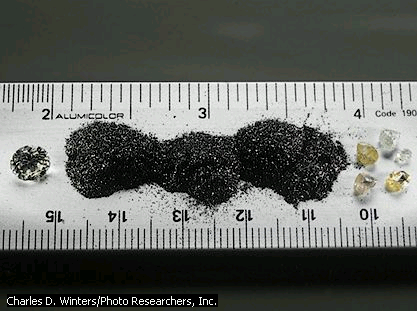 2 ALUMICOLOR 3 4 Code 190
15 14 13 12 11 10
Charles D. Winters/Photo Researchers, Inc.